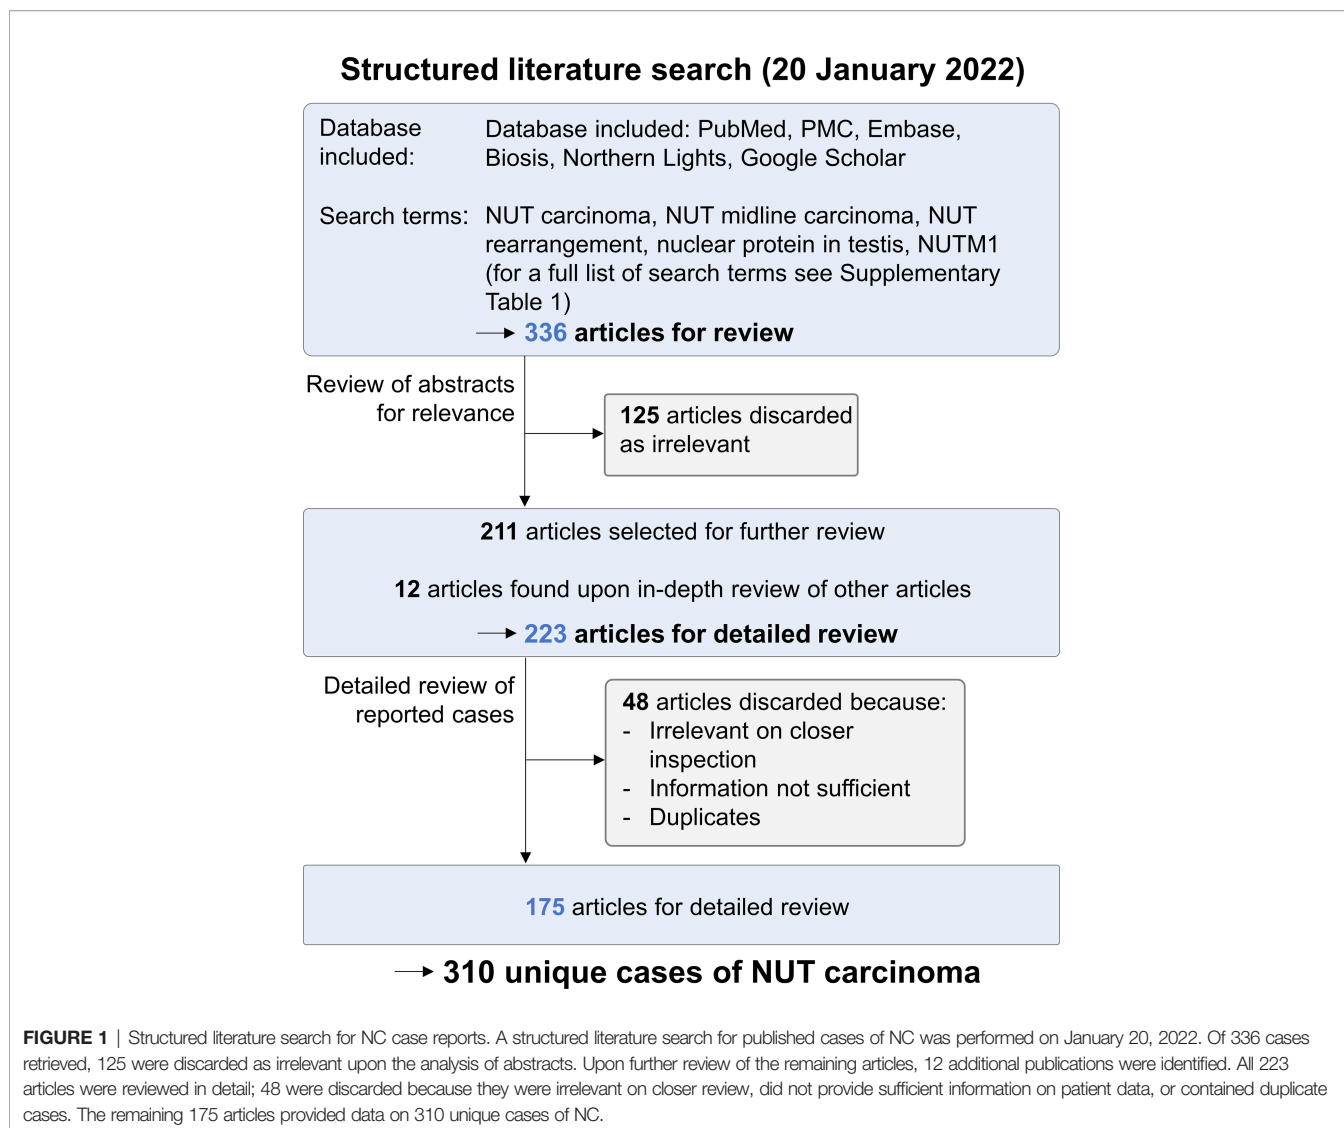 Structured literature search (20 January 2022)
Database included:
Database included: PubMed, PMC, Embase,
Biosis, Northern Lights, Google Scholar
Search terms:
NUT carcinoma, NUT midline carcinoma, NUT
rearrangement, nuclear protein in testis, NUTM1
(for a full list of search terms see Supplementary
Table 1)
336 articles for review
Review of abstracts
for relevance
125 articles discarded
as irrelevant
211 articles selected for further review
12 articles found upon in-depth review of other articles
223 articles for detailed review
Detailed review of
reported cases
48 articles discarded because:
- Irrelevant on closer
inspection
- Information not sufficient
- Duplicates
175 articles for detailed review
310 unique cases of NUT carcinoma
FIGURE 1 | Structured literature search for NC case reports. A structured literature search for published cases of NC was performed on January 20, 2022. Of 336 cases
retrieved, 125 were discarded as irrelevant upon the analysis of abstracts. Upon further review of the remaining articles, 12 additional publications were identified. All 223
articles were reviewed in detail; 48 were discarded because they were irrelevant on closer review, did not provide sufficient information on patient data, or contained duplicate
cases. The remaining 175 articles provided data on 310 unique cases of NC.